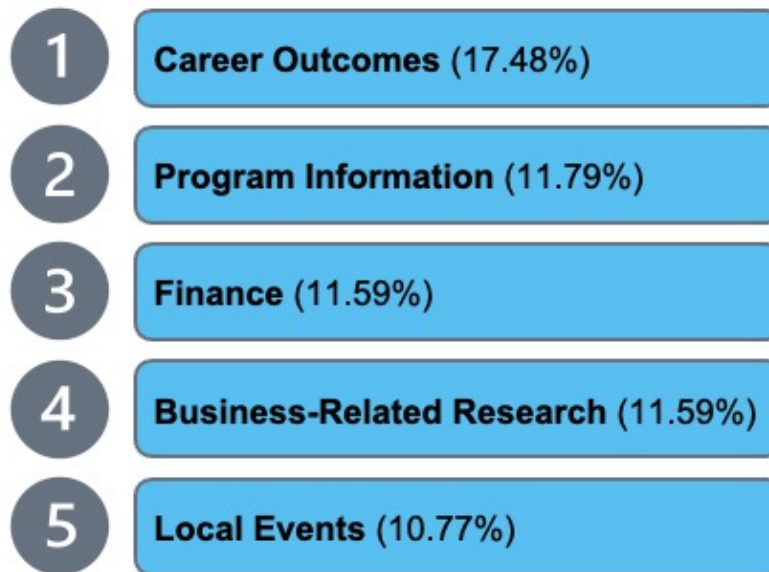 1
Career Outcomes (17.48%)
2
Program Information (11.79%)
3
Finance (11.59%)
4
Business-Related Research (11.59%)
5
Local Events (10.77%)